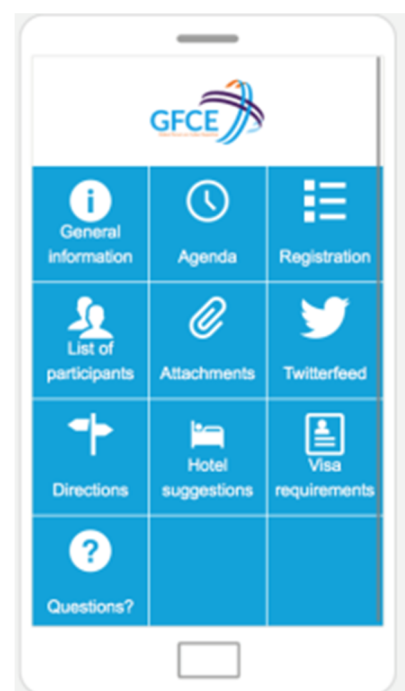 GFCE
General
information
Agenda
Registration
List of
participants
Attachments
Twitterfeed
Directions
Hotel
suggestions
Visa
requirements
Questions?